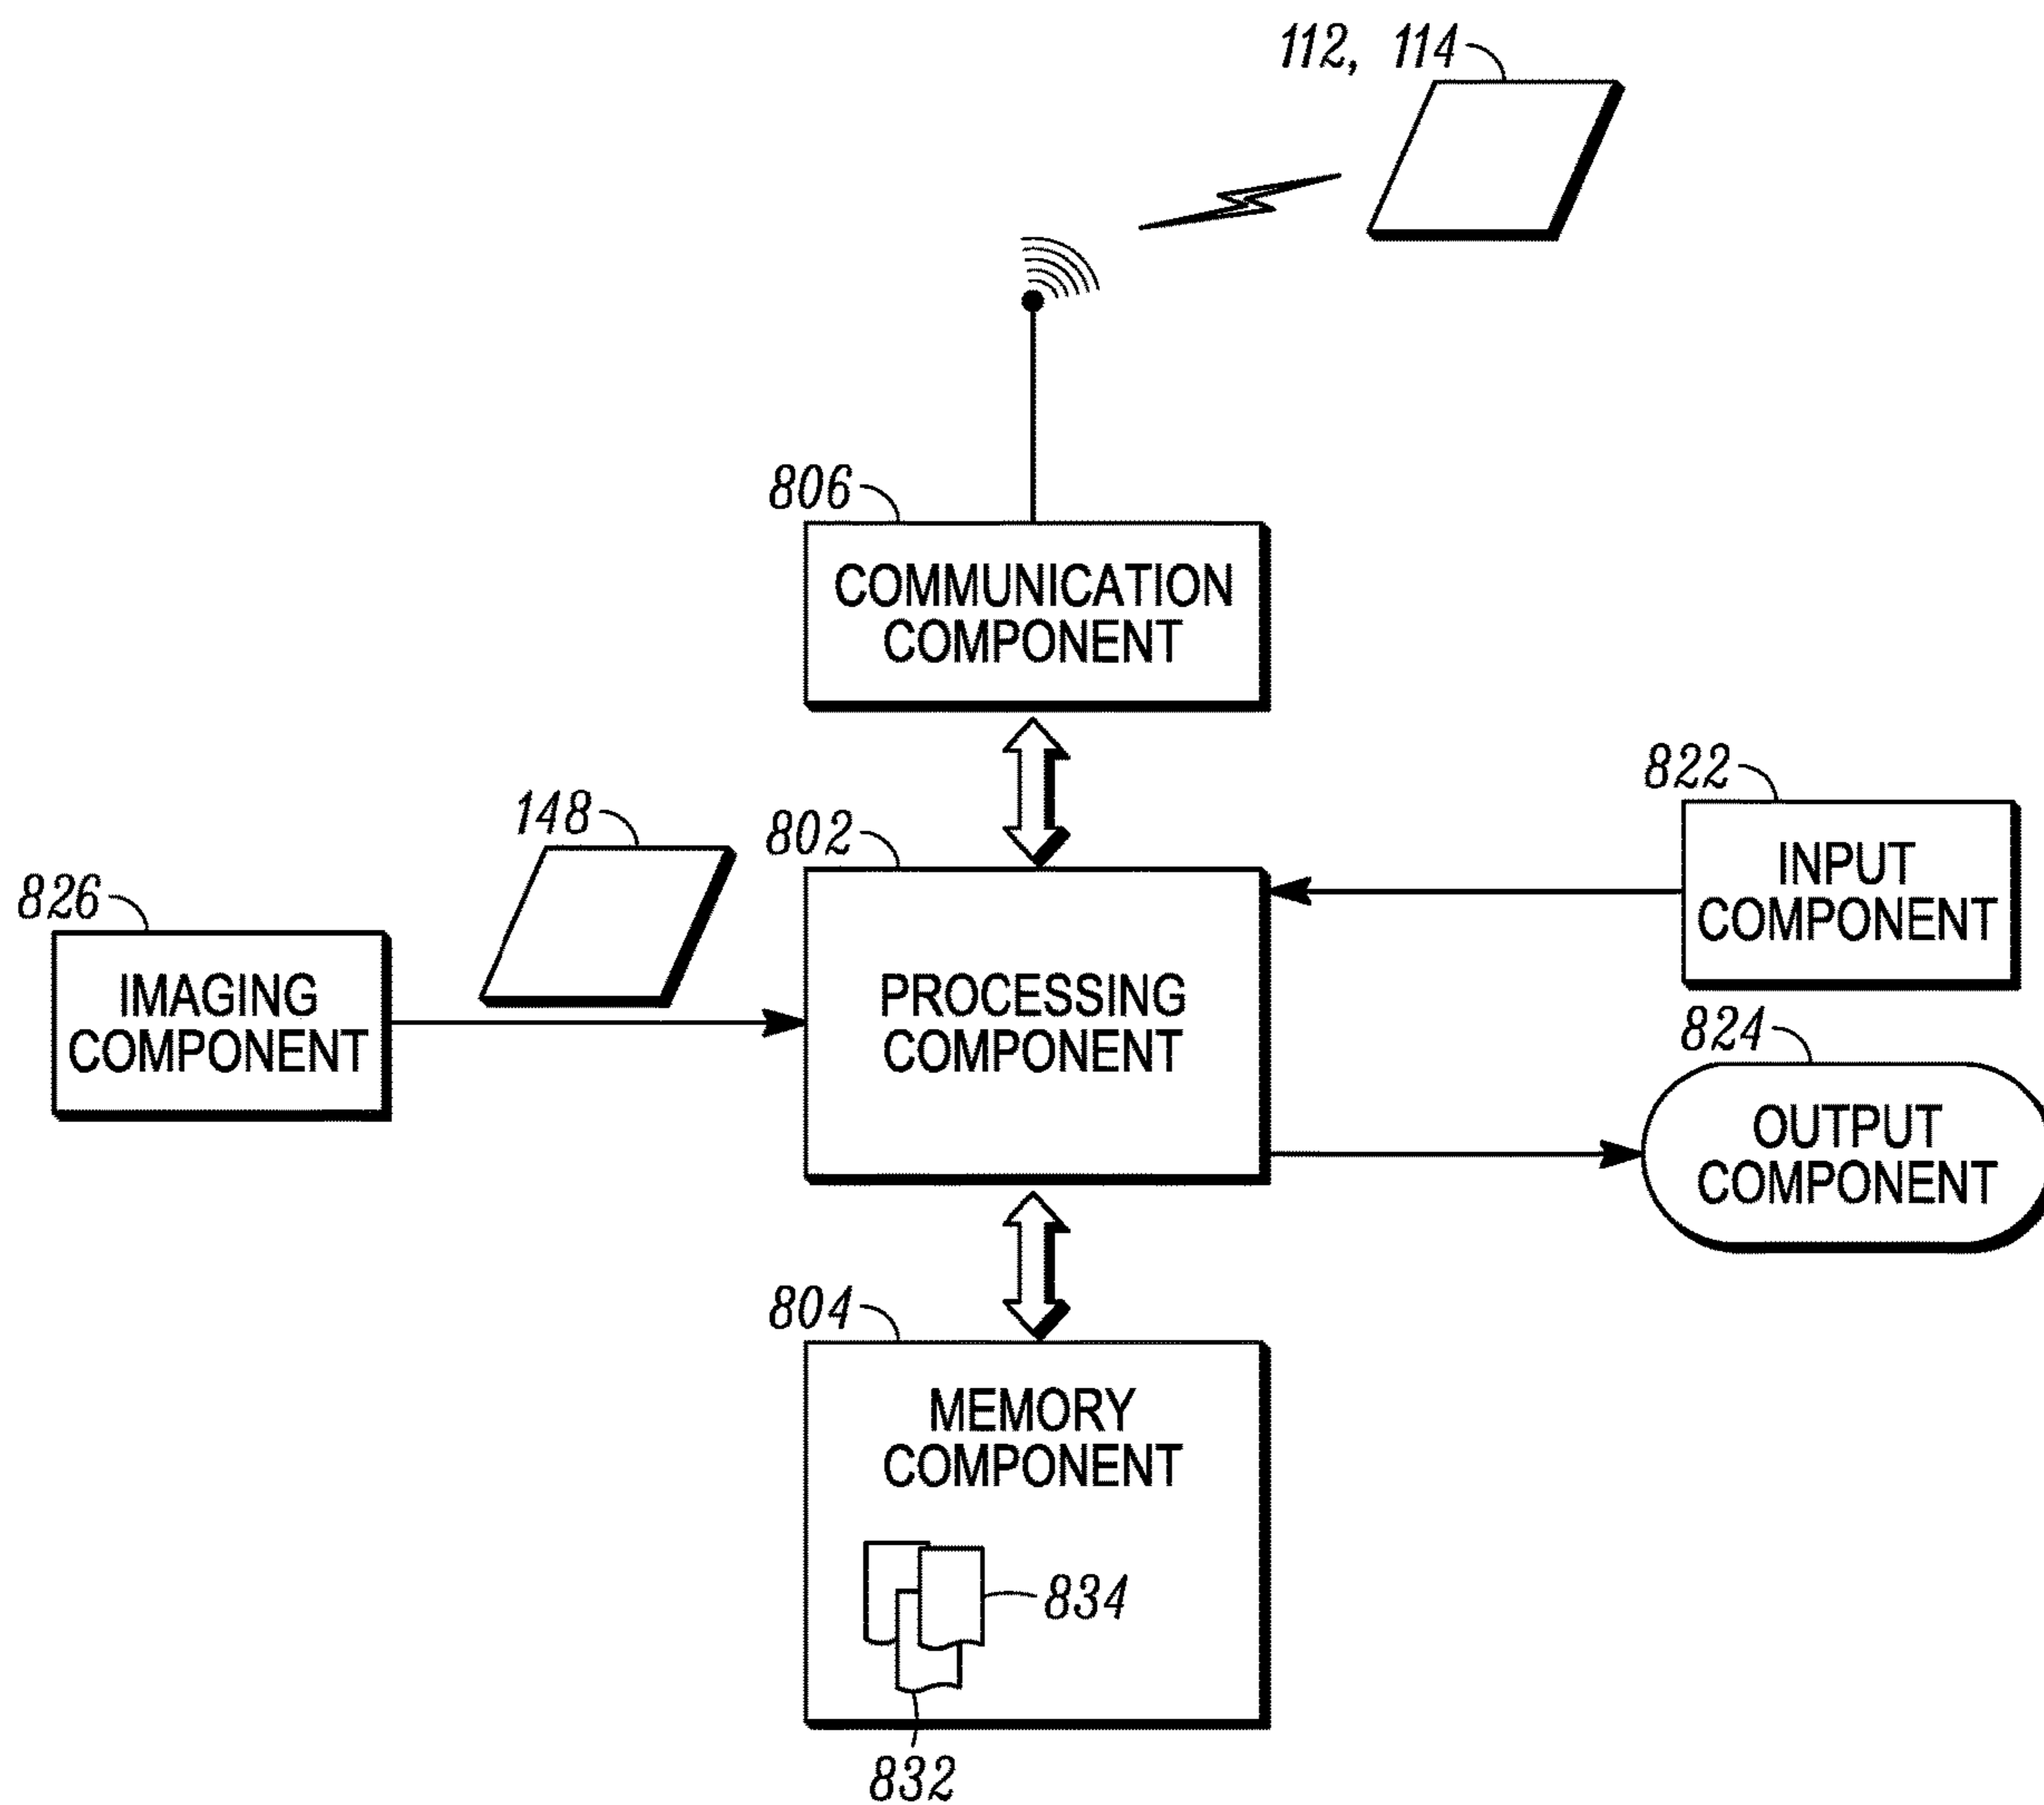 112, 114
806
COMMUNICATION
COMPONENT
822
INPUT
COMPONENT
148
802
826
IMAGING
COMPONENT
PROCESSING
COMPONENT
824
OUTPUT
COMPONENT
804
MEMORY
COMPONENT
834
832